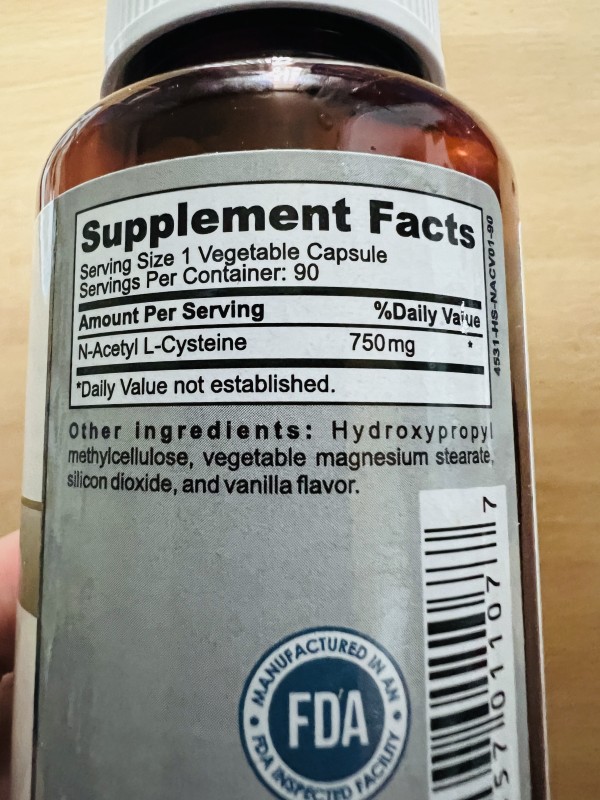 Supplement Facts
Serving Size 1 Vegetable Capsule
Servings Per Container: 90
Amount Per Serving %Daily Value
N-Acetyl L-Cysteine 750mg *
*Daily Value not established.
Other ingredients: Hydroxypropyl
methylcellulose, vegetable magnesium stearate,
silicon dioxide, and vanilla flavor.
4531-HS-NACV01-90
MANUFACTURED IN AN
FDA
FDA INSPECTED FACILITY
5701107 7